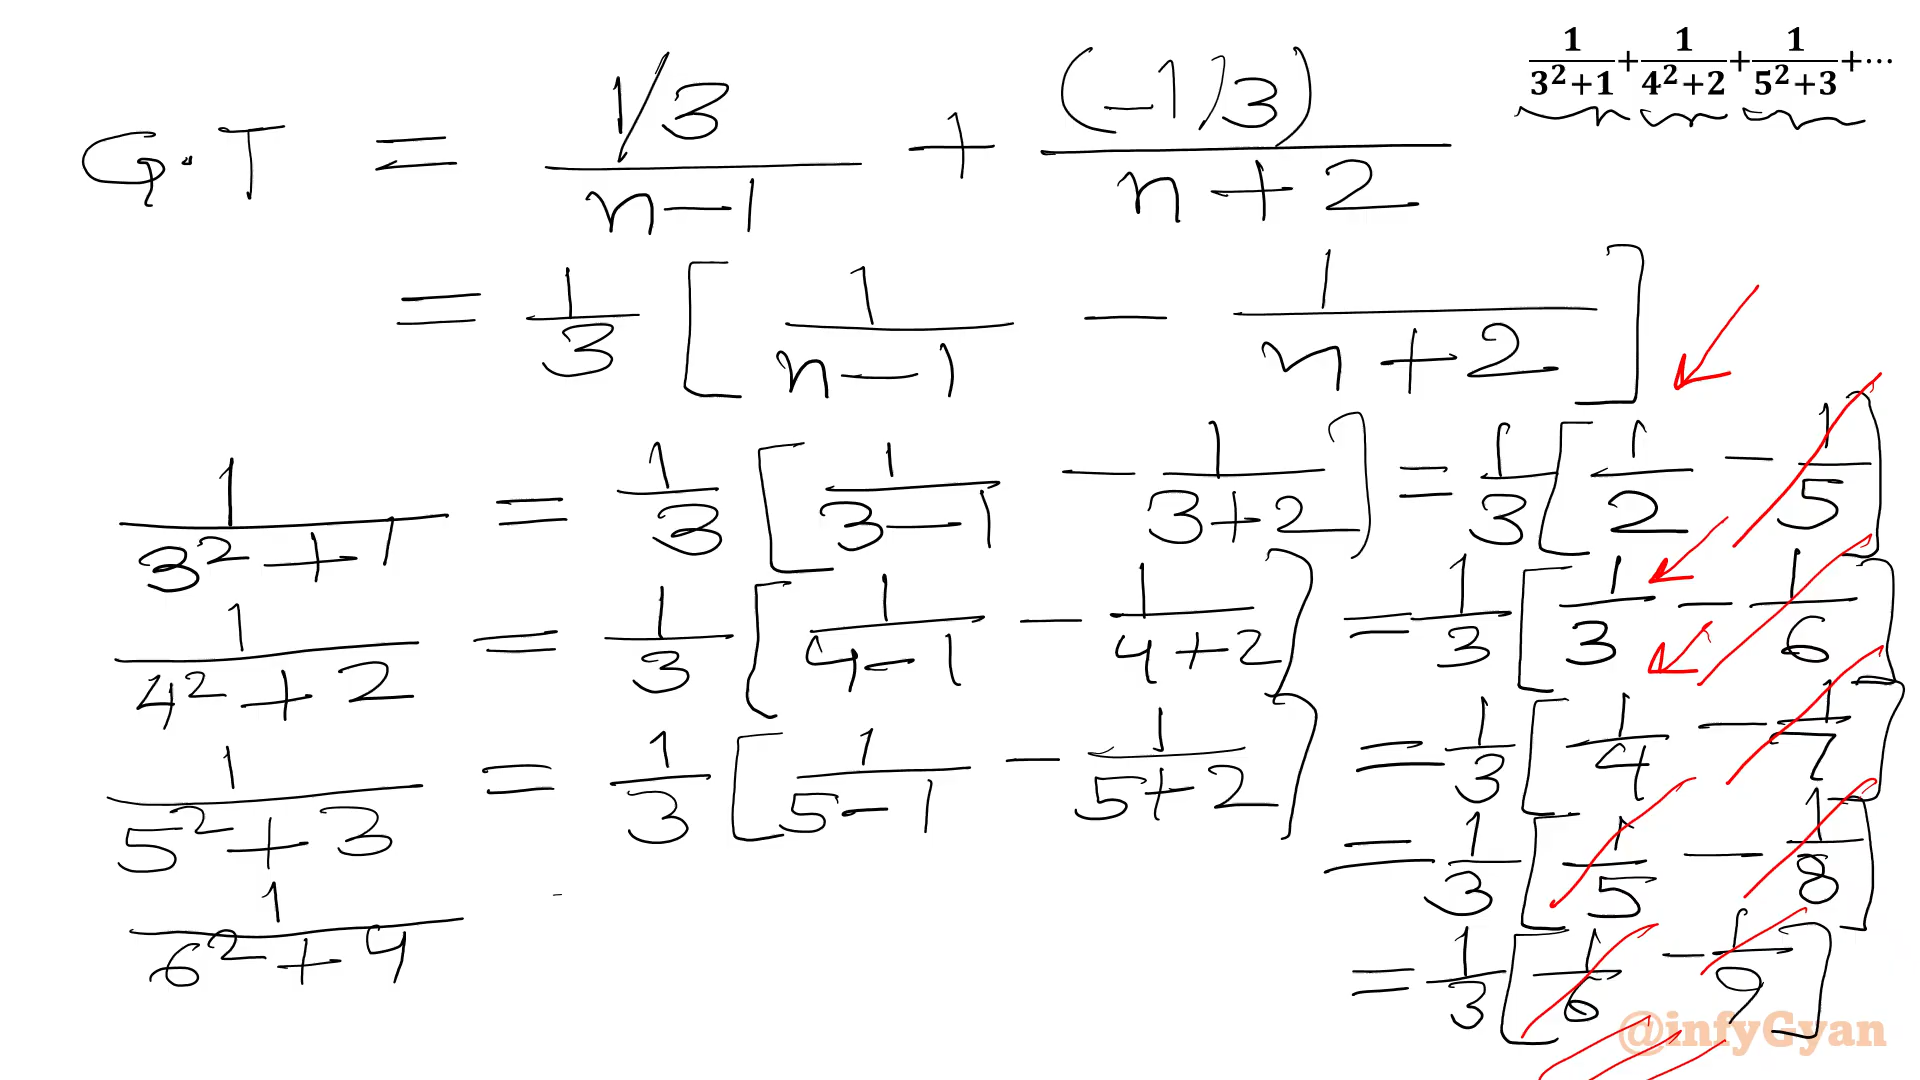 1/(3²+1) + 1/(4²+2) + 1/(5²+3) + ⋯
G.T = (1/3)/(n-1) + (-1/3)/(n+2)
= 1/3 [ 1/(n-1) - 1/(n+2) ]
1/(3²+1) = 1/3 [ 1/(3-1) - 1/(3+2) ] = 1/3 [ 1/2 - 1/5 ]
1/(4²+2) = 1/3 [ 1/(4-1) - 1/(4+2) ] = 1/3 [ 1/3 - 1/6 ]
1/(5²+3) = 1/3 [ 1/(5-1) - 1/(5+2) ] = 1/3 [ 1/4 - 1/7 ]
1/(6²+4) = 1/3 [ 1/5 - 1/8 ]
= 1/3 [ 1/6 - 1/9 ]
@infyGyan